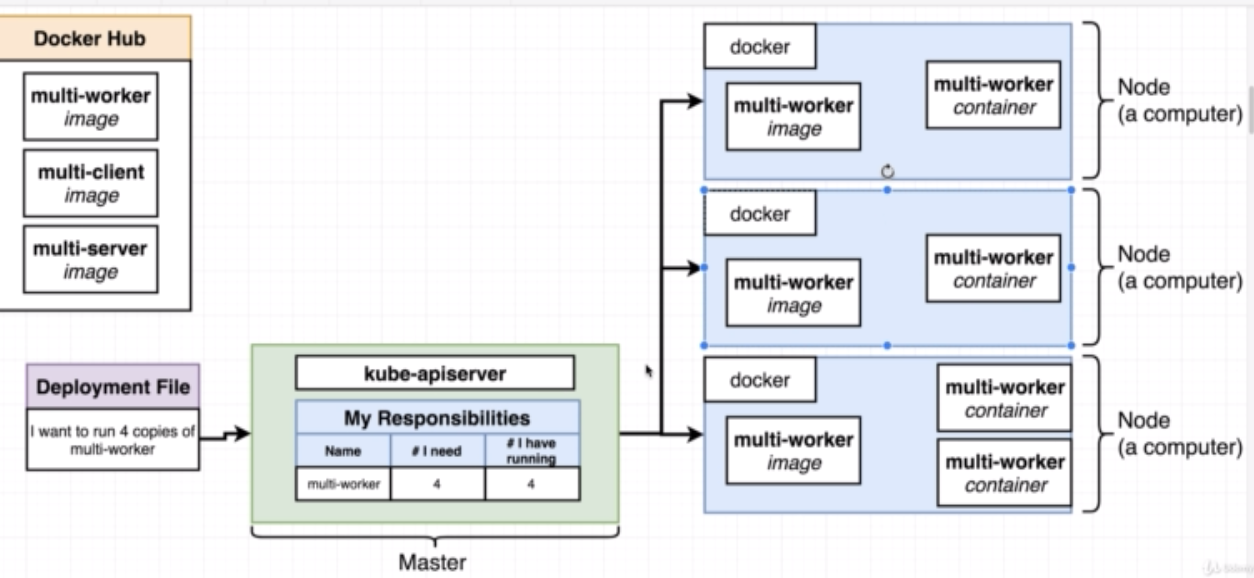 Docker Hub
multi-worker
image
multi-client
image
multi-server
image
Deployment File
I want to run 4 copies of
multi-worker
kube-apiserver
My Responsibilities
Name
# I need
# I have
running
multi-worker
4
4
Master
docker
multi-worker
image
multi-worker
container
Node
(a computer)
docker
multi-worker
image
multi-worker
container
Node
(a computer)
docker
multi-worker
image
multi-worker
container
multi-worker
container
Node
(a computer)